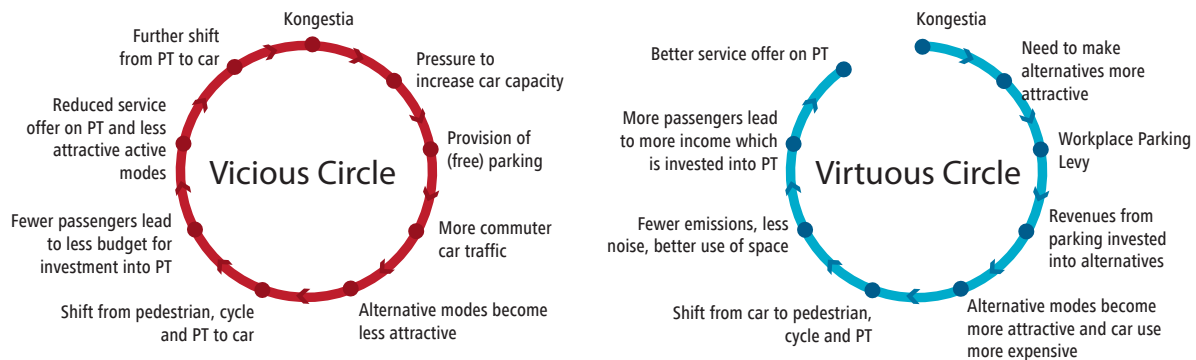 Kongestia
Pressure to
increase car capacity
Provision of
(free) parking
More commuter
car traffic
Alternative modes become
less attractive
Shift from pedestrian, cycle
and PT to car
Fewer passengers lead
to less budget for
investment into PT
Reduced service
offer on PT and less
attractive active
modes
Further shift
from PT to car
Vicious Circle
Kongestia
Need to make
alternatives more
attractive
Workplace Parking
Levy
Revenues from
parking invested
into alternatives
Alternative modes become
more attractive and car use
more expensive
Shift from car to pedestrian,
cycle and PT
Fewer emissions, less
noise, better use of space
More passengers lead
to more income which
is invested into PT
Better service offer on PT
Virtuous Circle